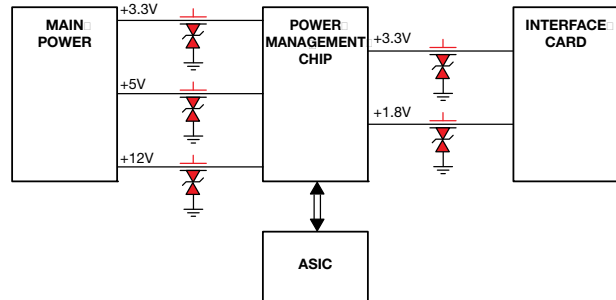 MAIN
POWER
+3.3V
+5V
+12V
POWER
MANAGEMENT
CHIP
+3.3V
+1.8V
INTERFACE
CARD
ASIC